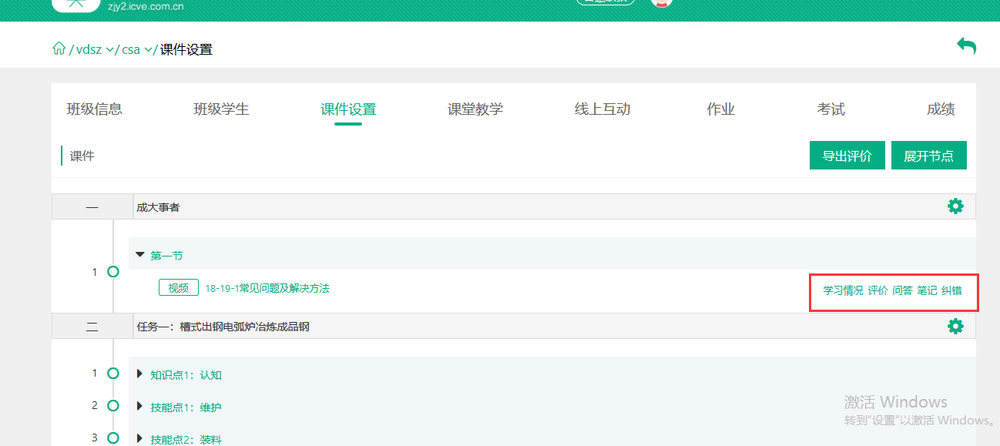 zjy2.icve.com.cn
/ vdsz / csa / 课件设置
班级信息 班级学生 课件设置 课堂教学 线上互动 作业 考试 成绩
课件 导出评价 展开节点
一 成大事者
第一节
1
视频 18-19-1常见问题及解决方法 学习情况 评价 问答 笔记 纠错
二 任务一：槽式出钢电弧炉冶炼成品钢
1 知识点1：认知
2 技能点1：维护
激活 Windows
转到"设置"以激活 Windows。
3 技能点2：装料